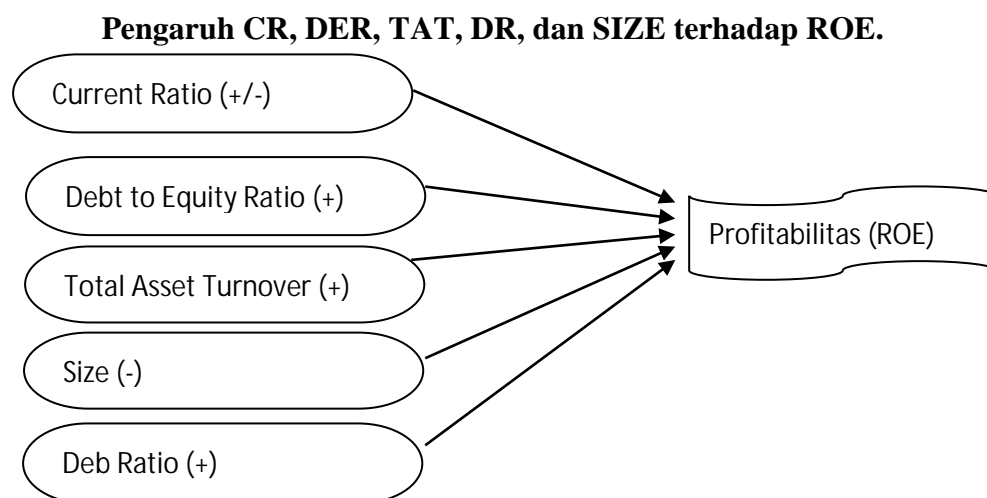 Pengaruh CR, DER, TAT, DR, dan SIZE terhadap ROE.
Current Ratio (+/-)
Debt to Equity Ratio (+)
Total Asset Turnover (+)
Size (-)
Deb Ratio (+)
Profitabilitas (ROE)